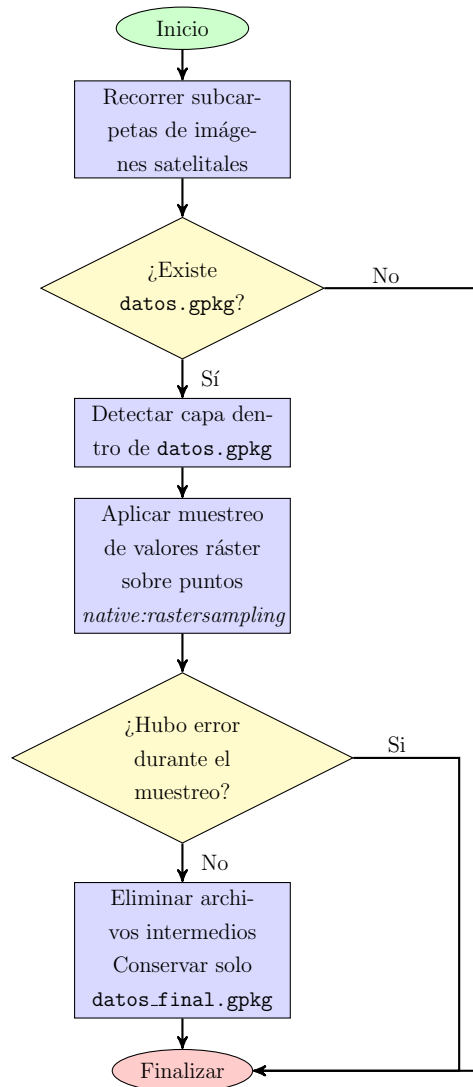 Inicio
Recorrer subcar-
petas de imáge-
nes satelitales
¿Existe
datos.gpkg?
No
Sí
Detectar capa den-
tro de datos.gpkg
Aplicar muestreo
de valores ráster
sobre puntos
native:rastersampling
¿Hubo error
durante el
muestreo?
Si
No
Eliminar archi-
vos intermedios
Conservar solo
datos_final.gpkg
Finalizar